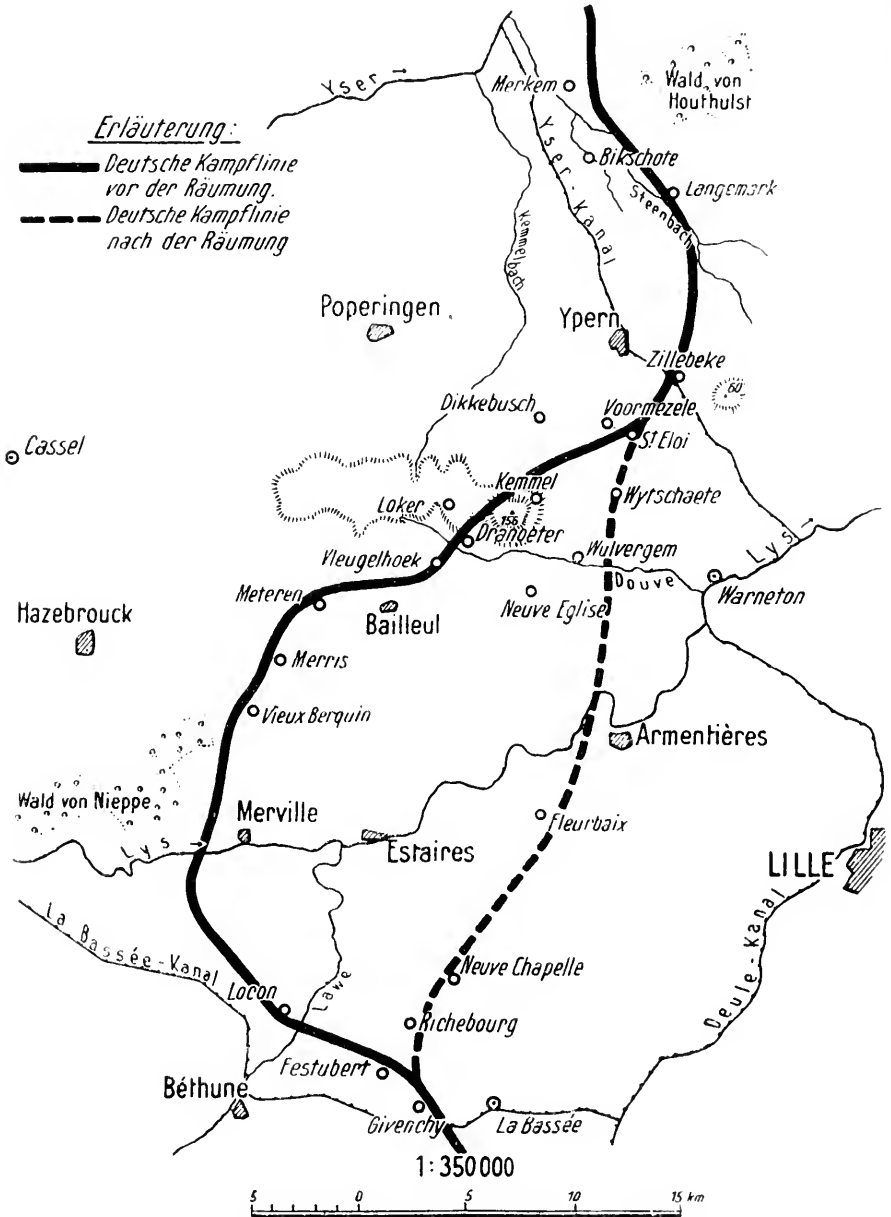 Yser →
Merkem
Wald von
Houthulst
Erläuterung:
Deutsche Kampflinie
vor der Räumung.
Deutsche Kampflinie
nach der Räumung
Yser-Kanal
Bikschote
Langemark
Steenbach
Kemmelbach
Poperingen
Ypern
Zillebeke
60
Dikkebusch
Voormezele
St Eloi
Cassel
Kemmel
Loker
156
Wytschaete
Dranoeter
Vleugelhoek
Wulvergem
Lys →
Douve
Warneton
Meteren
Bailleul
Neuve Eglise
Hazebrouck
Merris
Vieux Berquin
Armentières
Wald von Nieppe
Merville
Lys →
Estaires
Fleurbaix
LILLE
La Bassée-Kanal
Lawe
Neuve Chapelle
Deule-Kanal
Locon
Richebourg
Festubert
Béthune
Givenchy
La Bassée
1:350000
5 0 5 10 15 km